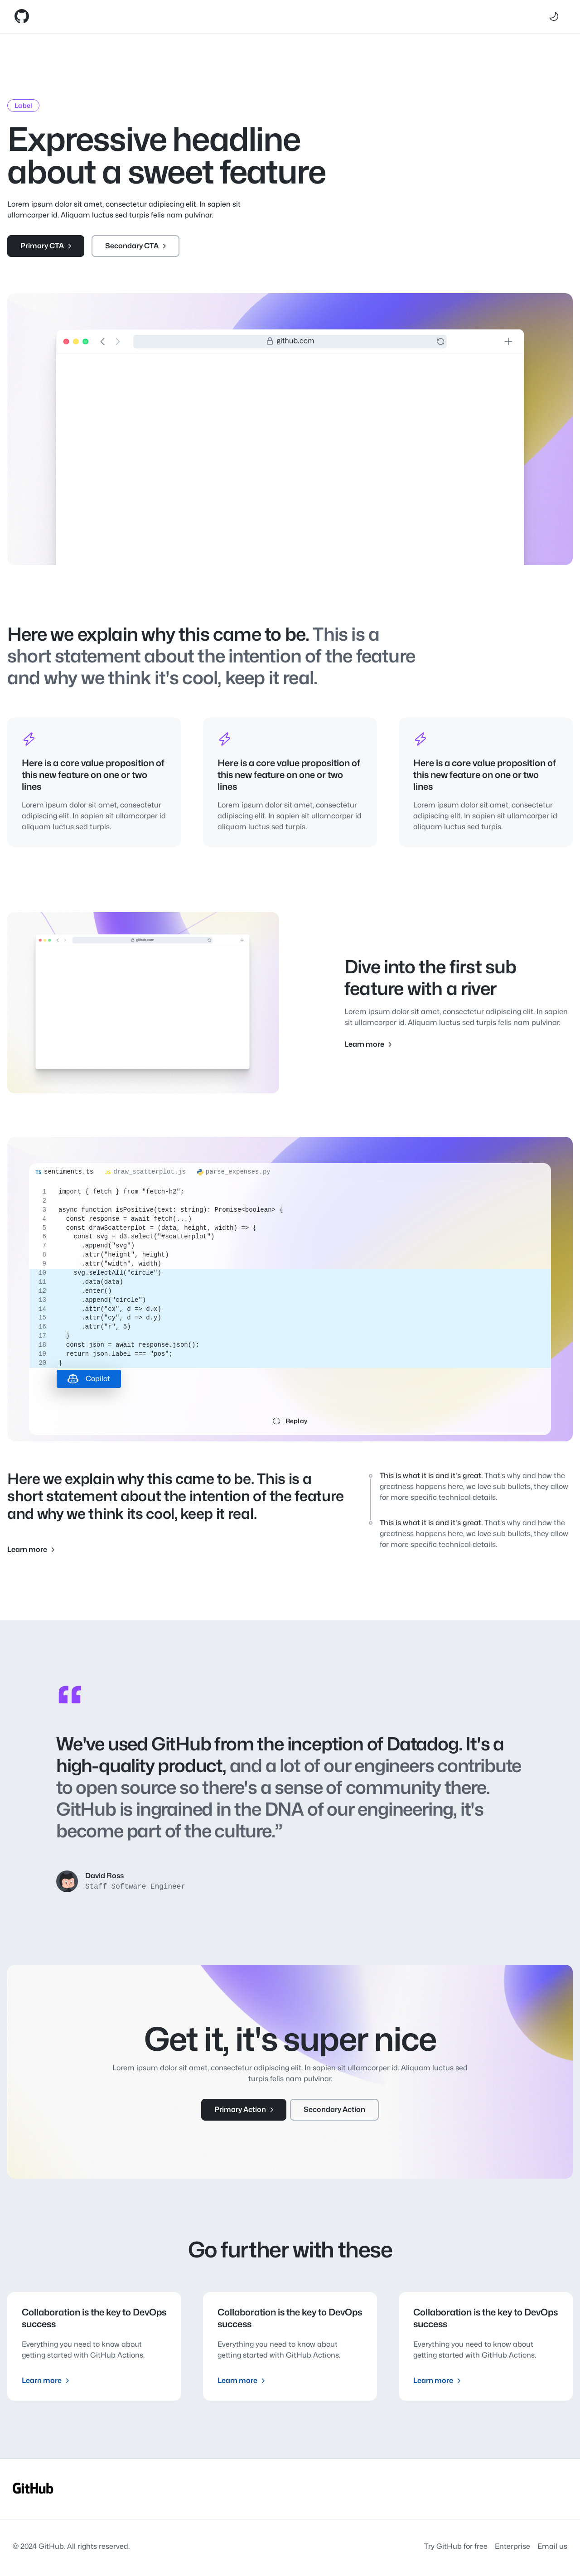 Label
Expressive headline
about a sweet feature
Lorem ipsum dolor sit amet, consectetur adipiscing elit. In sapien sit
ullamcorper id. Aliquam luctus sed turpis felis nam pulvinar.
Primary CTA
Secondary CTA
github.com
Here we explain why this came to be. This is a
short statement about the intention of the feature
and why we think it's cool, keep it real.
Here is a core value proposition of
this new feature on one or two
lines
Lorem ipsum dolor sit amet, consectetur
adipiscing elit. In sapien sit ullamcorper id
aliquam luctus sed turpis.
Here is a core value proposition of
this new feature on one or two
lines
Lorem ipsum dolor sit amet, consectetur
adipiscing elit. In sapien sit ullamcorper id
aliquam luctus sed turpis.
Here is a core value proposition of
this new feature on one or two
lines
Lorem ipsum dolor sit amet, consectetur
adipiscing elit. In sapien sit ullamcorper id
aliquam luctus sed turpis.
github.com
Dive into the first sub
feature with a river
Lorem ipsum dolor sit amet, consectetur adipiscing elit. In sapien
sit ullamcorper id. Aliquam luctus sed turpis felis nam pulvinar.
Learn more
TS sentiments.ts JS draw_scatterplot.js parse_expenses.py
1 import { fetch } from "fetch-h2";
2
3 async function isPositive(text: string): Promise<boolean> {
4 const response = await fetch(...)
5 const drawScatterplot = (data, height, width) => {
6 const svg = d3.select("#scatterplot")
7 .append("svg")
8 .attr("height", height)
9 .attr("width", width)
10 svg.selectAll("circle")
11 .data(data)
12 .enter()
13 .append("circle")
14 .attr("cx", d => d.x)
15 .attr("cy", d => d.y)
16 .attr("r", 5)
17 }
18 const json = await response.json();
19 return json.label === "pos";
20 }
Copilot
Replay
Here we explain why this came to be. This is a
short statement about the intention of the feature
and why we think its cool, keep it real.
Learn more
This is what it is and it's great. That's why and how the
greatness happens here, we love sub bullets, they allow
for more specific technical details.
This is what it is and it's great. That's why and how the
greatness happens here, we love sub bullets, they allow
for more specific technical details.
“
We've used GitHub from the inception of Datadog. It's a
high-quality product, and a lot of our engineers contribute
to open source so there's a sense of community there.
GitHub is ingrained in the DNA of our engineering, it's
become part of the culture.”
David Ross
Staff Software Engineer
Get it, it's super nice
Lorem ipsum dolor sit amet, consectetur adipiscing elit. In sapien sit ullamcorper id. Aliquam luctus sed
turpis felis nam pulvinar.
Primary Action
Secondary Action
Go further with these
Collaboration is the key to DevOps
success
Everything you need to know about
getting started with GitHub Actions.
Learn more
Collaboration is the key to DevOps
success
Everything you need to know about
getting started with GitHub Actions.
Learn more
Collaboration is the key to DevOps
success
Everything you need to know about
getting started with GitHub Actions.
Learn more
GitHub
© 2024 GitHub. All rights reserved.
Try GitHub for free Enterprise Email us